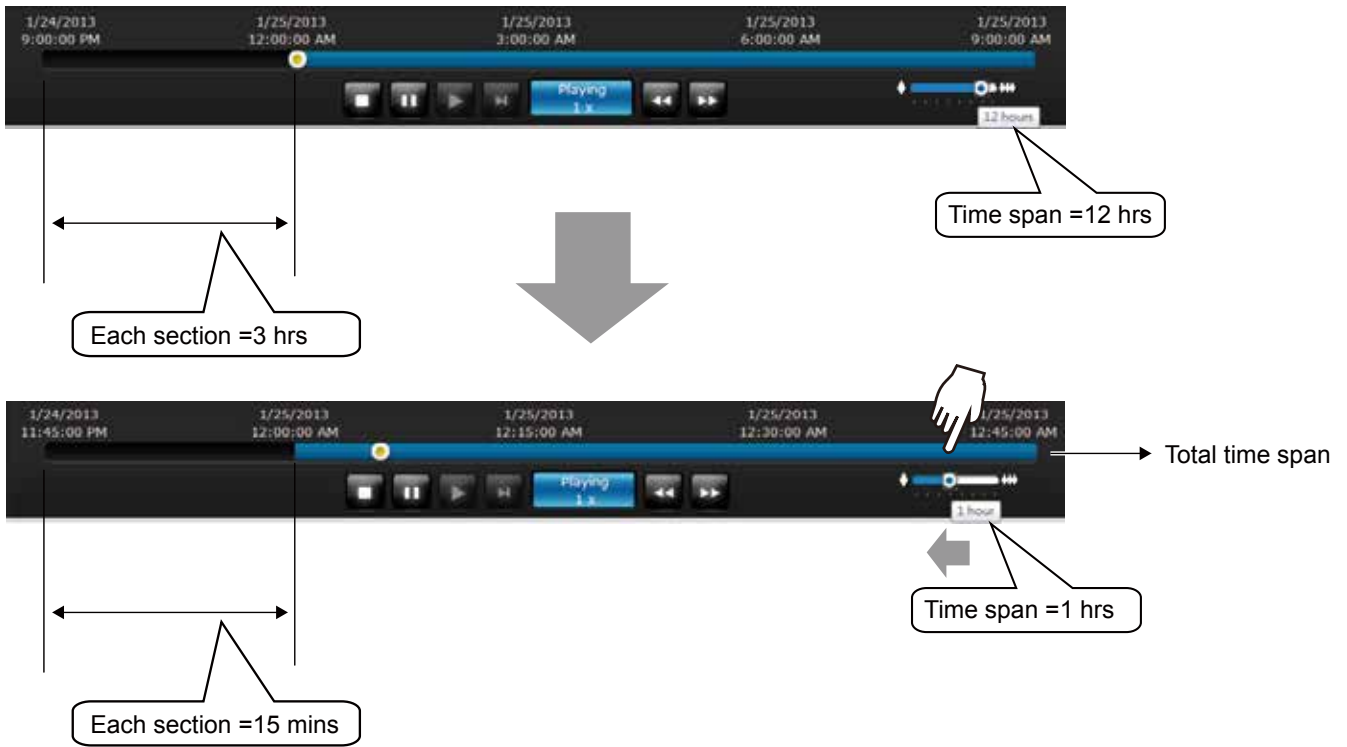 1/24/2013 1/25/2013 1/25/2013 1/25/2013 1/25/2013
9:00:00 PM 12:00:00 AM 3:00:00 AM 6:00:00 AM 9:00:00 AM
Playing
1 x
12 hours
Time span =12 hrs
Each section =3 hrs
1/24/2013 1/25/2013 1/25/2013 1/25/2013 1/25/2013
11:45:00 PM 12:00:00 AM 12:15:00 AM 12:30:00 AM 12:45:00 AM
Total time span
Playing
1 x
1 hour
Time span =1 hrs
Each section =15 mins